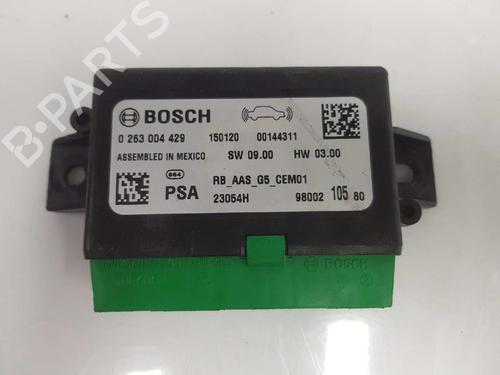 BOSCH
0 263 004 429 150120 00144311
ASSEMBLED IN MEXICO SW 09.00 HW 03.00
664 RB_AAS_G5_CEM01
PSA 23054H 98002 105 80
BOSCH
B-PARTS